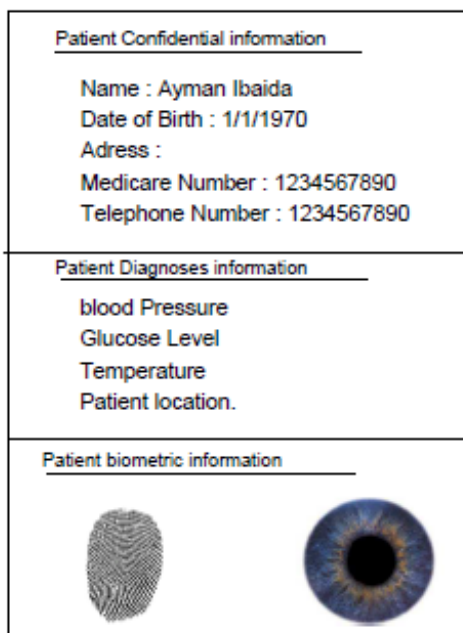 Patient Confidential information
Name : Ayman Ibaida
Date of Birth : 1/1/1970
Adress :
Medicare Number : 1234567890
Telephone Number : 1234567890
Patient Diagnoses information
blood Pressure
Glucose Level
Temperature
Patient location.
Patient biometric information